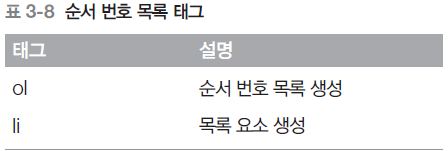 표 3-8 순서 번호 목록 태그
태그 설명
ol 순서 번호 목록 생성
li 목록 요소 생성